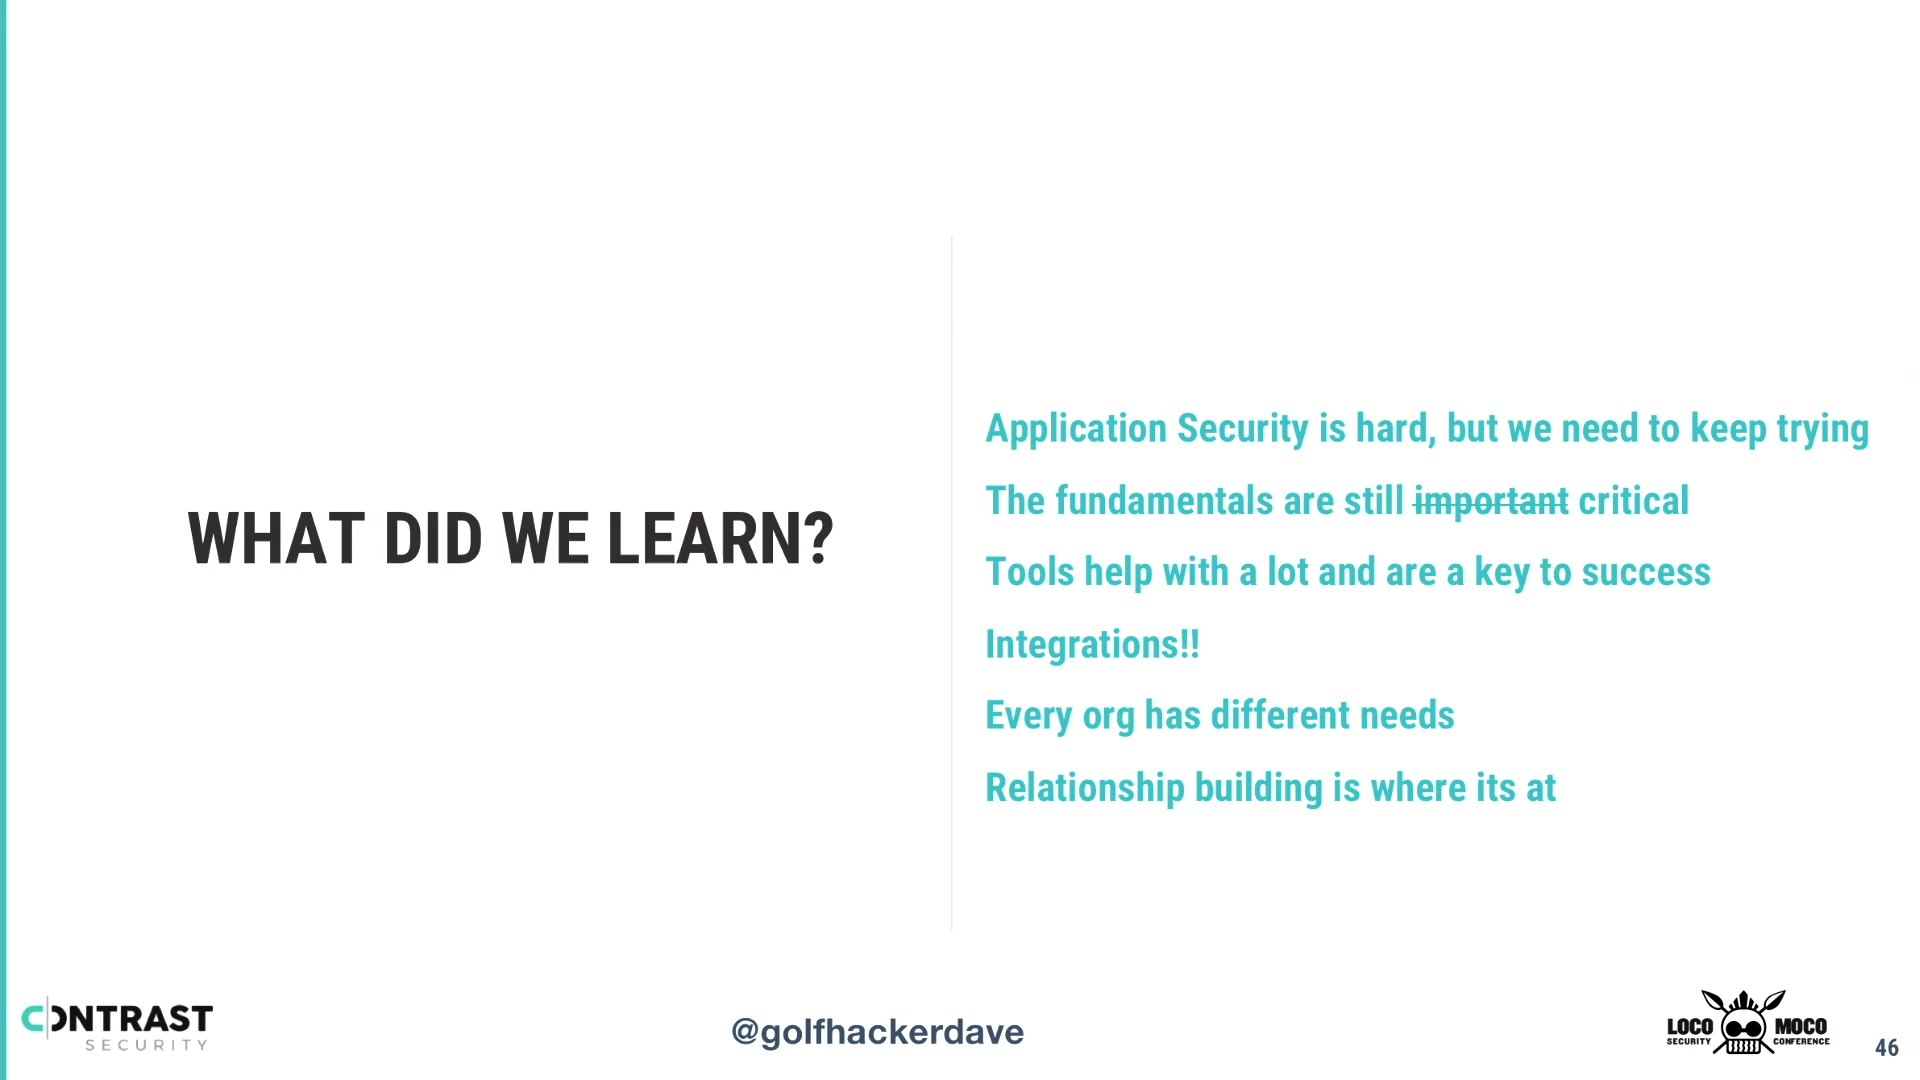 WHAT DID WE LEARN?
Application Security is hard, but we need to keep trying
The fundamentals are still important critical
Tools help with a lot and are a key to success
Integrations!!
Every org has different needs
Relationship building is where its at
CONTRAST
SECURITY
@golfhackerdave
LOCO MOCO
SECURITY CONFERENCE
46